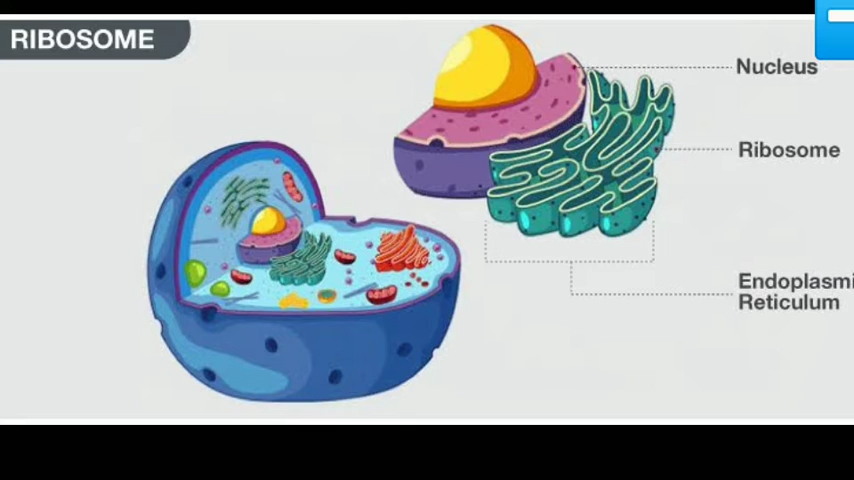 RIBOSOME
Nucleus
Ribosome
Endoplasmi
Reticulum